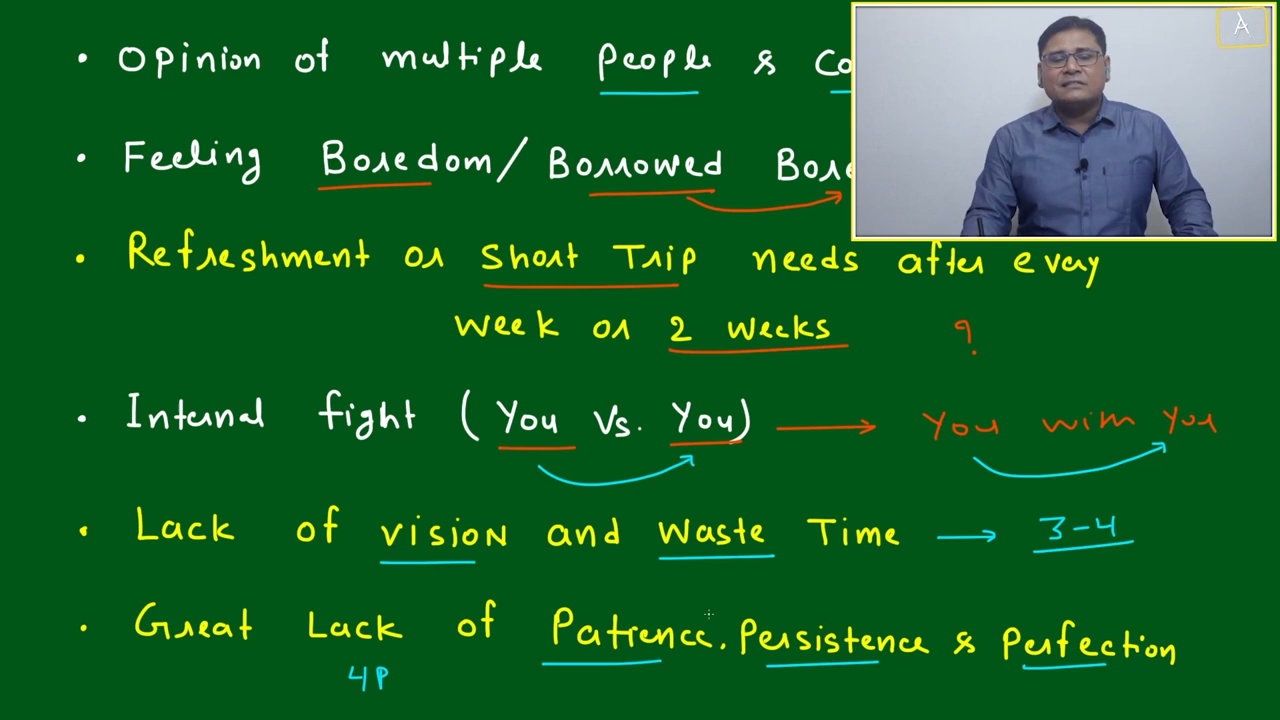 • Opinion of multiple People & Co
• Feeling Boredom/ Borrowed Bore
• Refreshment or Short Trip needs after evay
week or 2 weeks ?
• Internal fight (You Vs. You) → You with You
• Lack of vision and Waste Time → 3-4
• Great Lack of Patience. Persistence & Perfection
4P